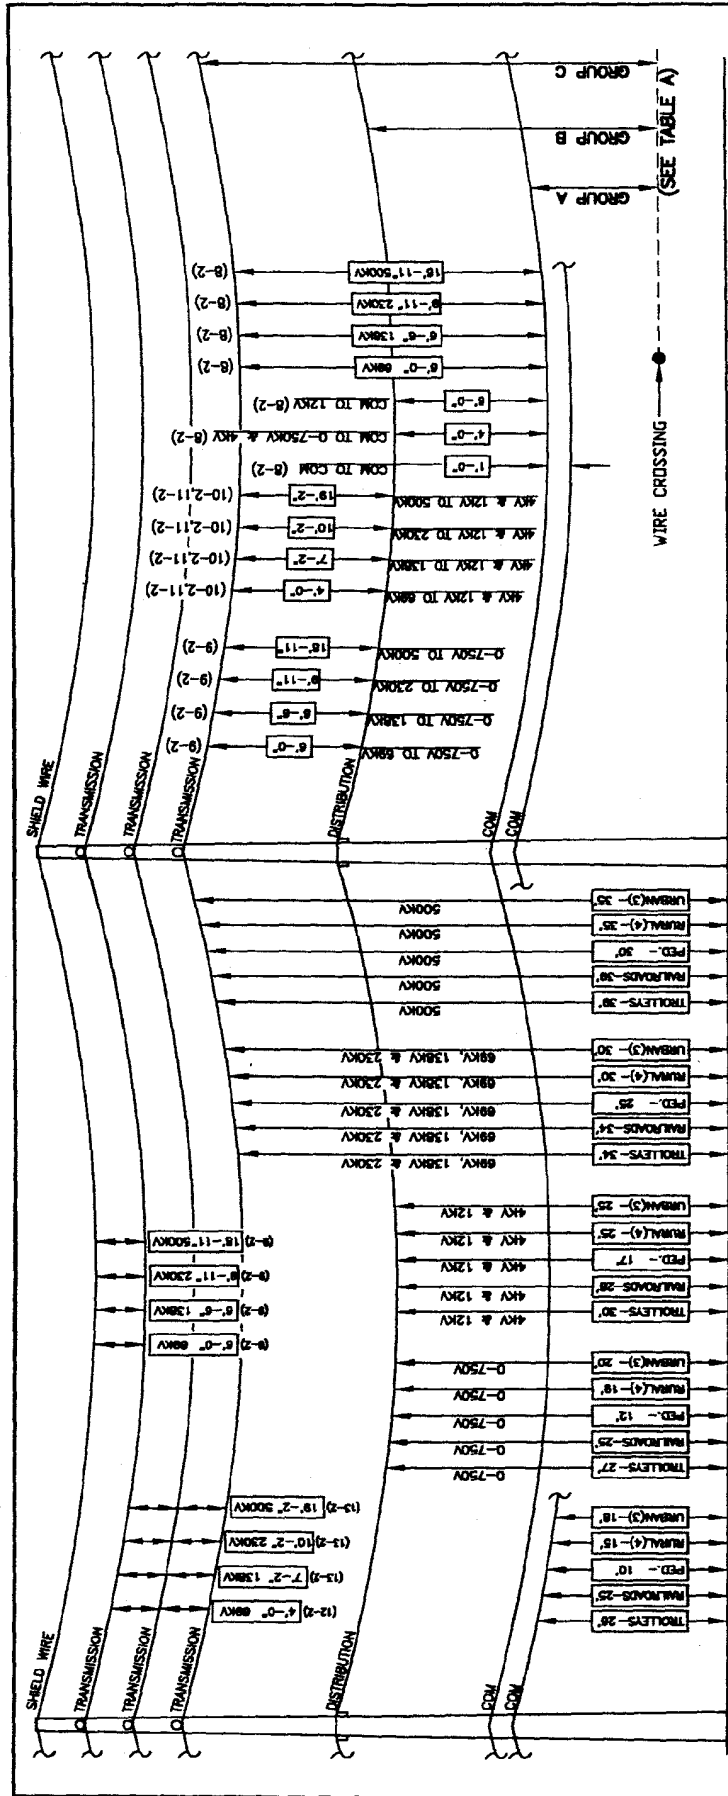 GROUP C
GROUP B
GROUP A
(SEE TABLE A)
WIRE CROSSING
18'-11" 500KV (8-2)
9'-11" 230KV (8-2)
6'-6" 138KV (8-2)
6'-0" 69KV (8-2)
6'-0" COM TO 12KV (8-2)
4'-0" COM TO 0-750KV & 4KV (8-2)
1'-0" COM TO COM (8-2)
4KV & 12KV TO 500KV 19'-2" (10-2,11-2)
4KV & 12KV TO 230KV 10'-2" (10-2,11-2)
4KV & 12KV TO 138KV 7'-2" (10-2,11-2)
4KV & 12KV TO 69KV 4'-0" (10-2,11-2)
0-750V TO 500KV 18'-11" (9-2)
0-750V TO 230KV 9'-11" (9-2)
0-750V TO 138KV 6'-6" (9-2)
0-750V TO 69KV 6'-0" (9-2)
SHIELD WIRE
TRANSMISSION
TRANSMISSION
TRANSMISSION
DISTRIBUTION
COM
COM
URBAN(3)- 35' 500KV
RURAL(4)- 35' 500KV
PED.- 30' 500KV
RAILROADS-39' 500KV
TROLLEYS-39' 500KV
URBAN(3)- 30' 69KV, 138KV & 230KV
RURAL(4)- 30' 69KV, 138KV & 230KV
PED.- 25' 69KV, 138KV & 230KV
RAILROADS-34' 69KV, 138KV & 230KV
TROLLEYS-34' 69KV, 138KV & 230KV
URBAN(3)- 25' 4KV & 12KV
RURAL(4)- 25' 4KV & 12KV
PED.- 17' 4KV & 12KV
RAILROADS-28' 4KV & 12KV
TROLLEYS-30' 4KV & 12KV
18'-11" 500KV (9-2)
9'-11" 230KV (9-2)
6'-6" 138KV (9-2)
6'-0" 69KV (9-2)
URBAN(3)- 20' 0-750V
RURAL(4)-19' 0-750V
PED.- 12' 0-750V
RAILROADS-25' 0-750V
TROLLEYS-27' 0-750V
19'-2" 500KV (13-2)
10'-2" 230KV (13-2)
7'-2" 138KV (13-2)
4'-0" 69KV (12-2)
URBAN(3)-18'
RURAL(4)-15'
PED.- 10'
RAILROADS-25'
TROLLEYS-26'
SHIELD WIRE
TRANSMISSION
TRANSMISSION
TRANSMISSION
DISTRIBUTION
COM
COM